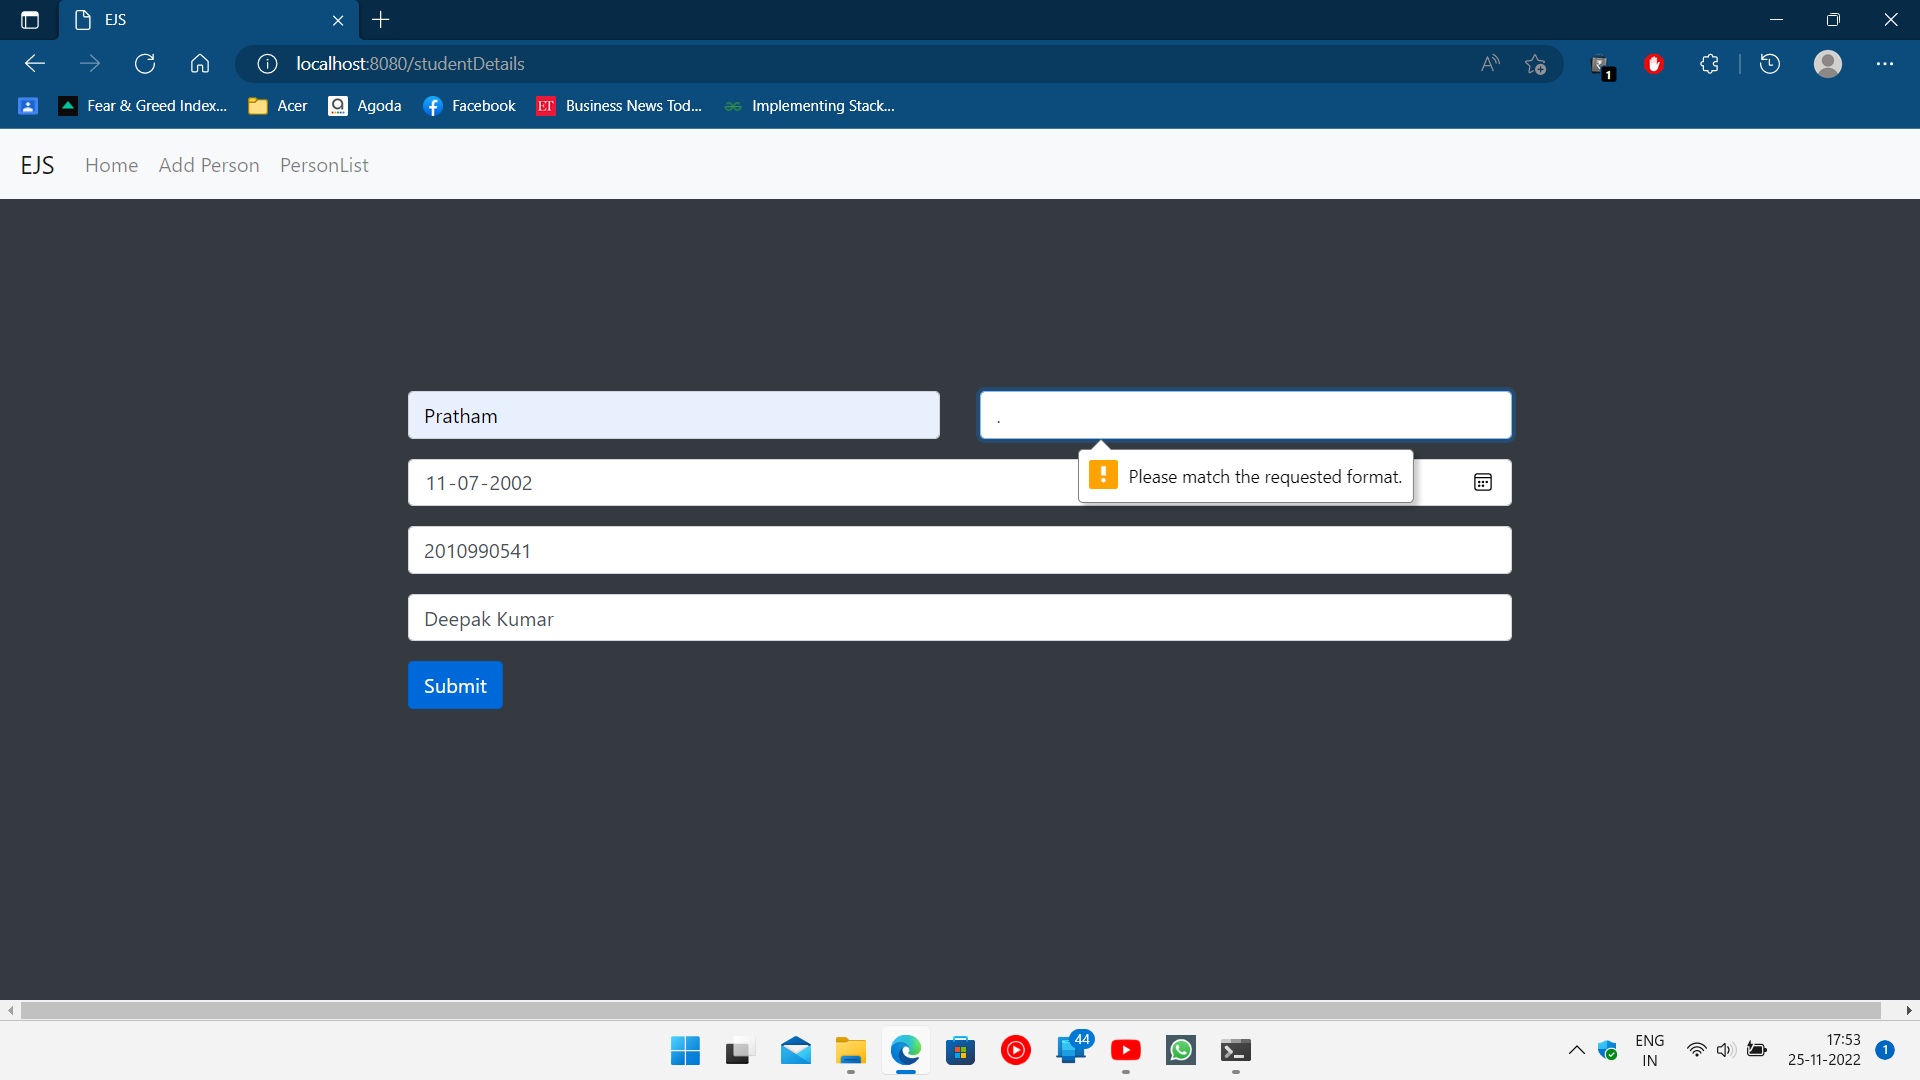 EJS
localhost:8080/studentDetails
1
Fear & Greed Index...
Acer
Agoda
Facebook
ET Business News Tod...
Implementing Stack...
EJS Home Add Person PersonList
Pratham
.
11-07-2002
Please match the requested format.
2010990541
Deepak Kumar
Submit
44
ENG
IN
17:53
25-11-2022
1